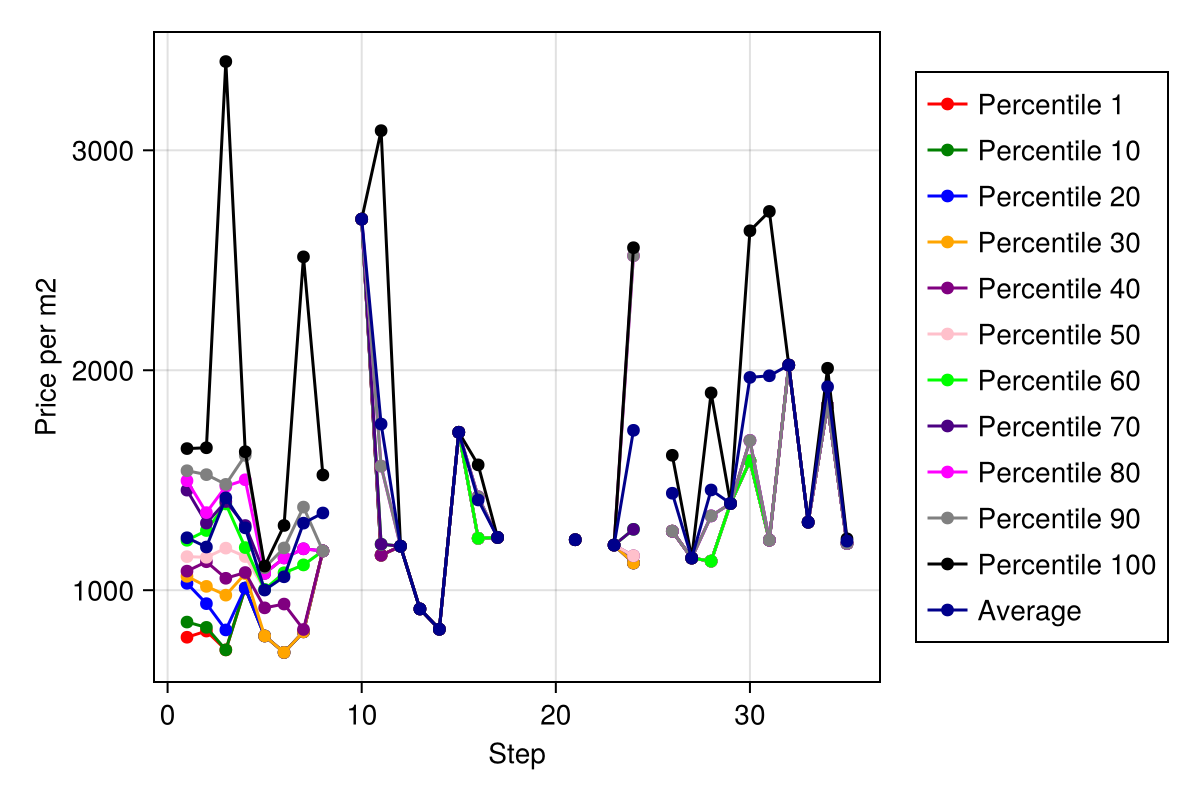 3000
2000
1000
Price per m2
0
10
20
30
Step
Percentile 1
Percentile 10
Percentile 20
Percentile 30
Percentile 40
Percentile 50
Percentile 60
Percentile 70
Percentile 80
Percentile 90
Percentile 100
Average